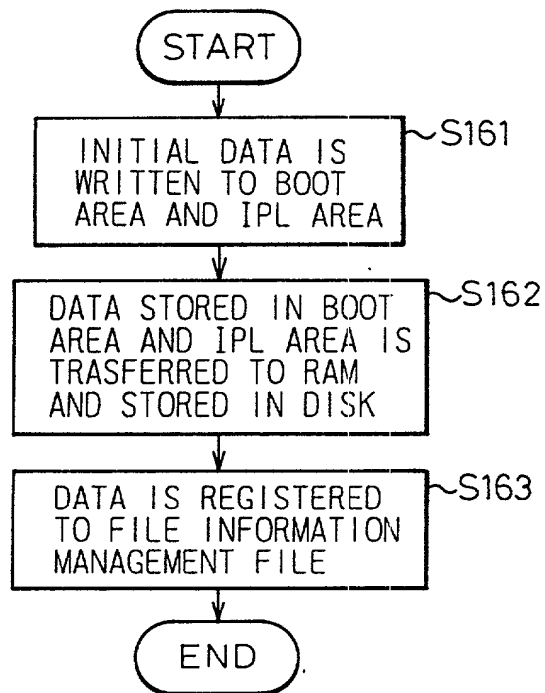 START
S161
INITIAL DATA IS
WRITTEN TO BOOT
AREA AND IPL AREA
S162
DATA STORED IN BOOT
AREA AND IPL AREA IS
TRASFERRED TO RAM
AND STORED IN DISK
S163
DATA IS REGISTERED
TO FILE INFORMATION
MANAGEMENT FILE
END